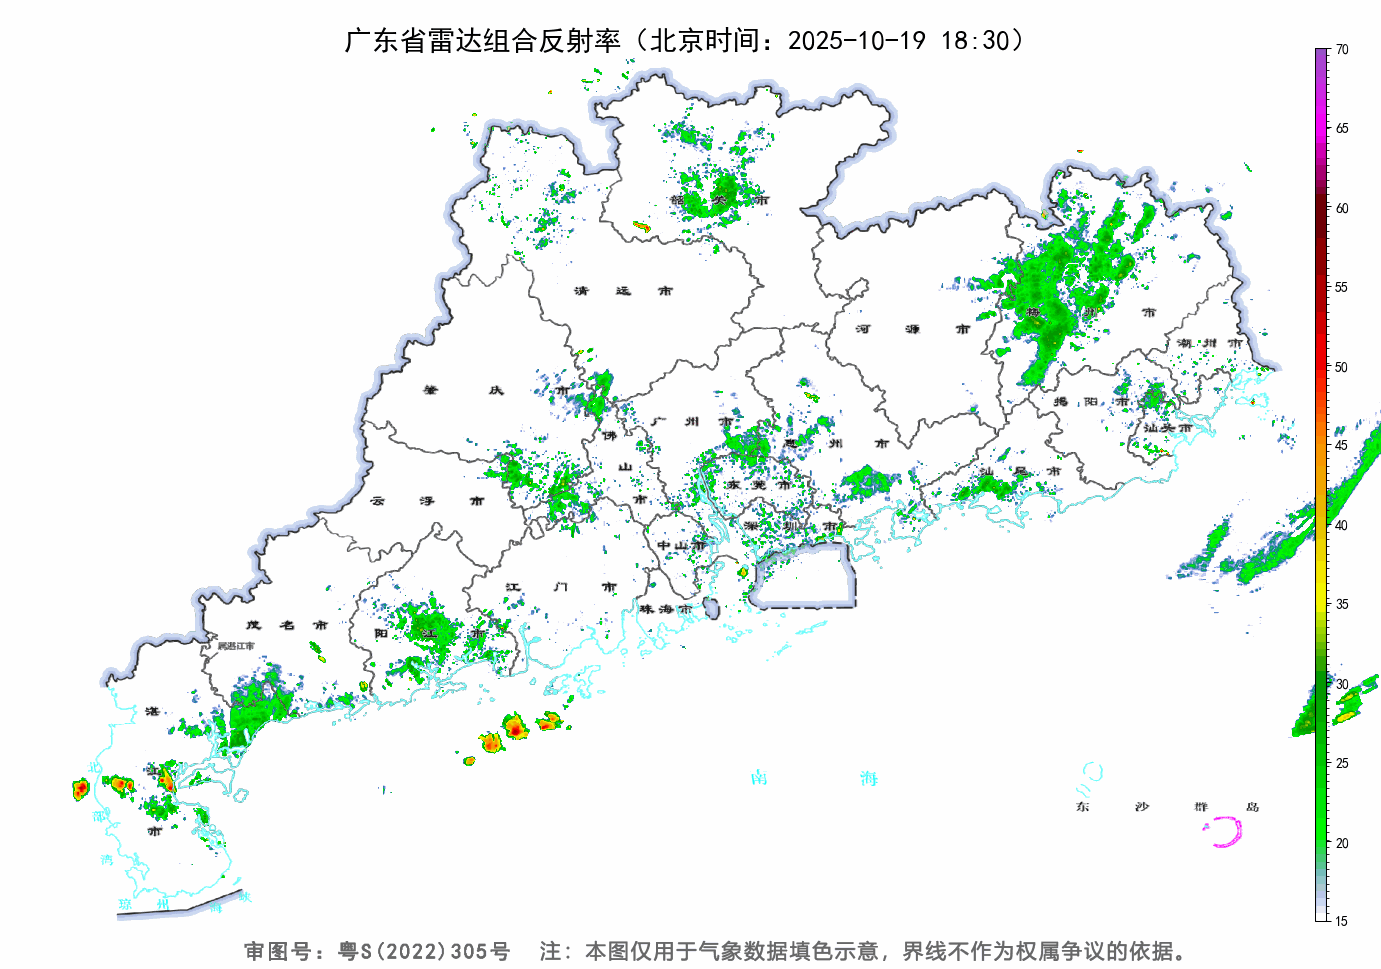 广东省雷达组合反射率（北京时间：2025-10-19 18:30）
70
65
60
55
50
45
40
35
30
25
20
15
韶关市
清远市
河源市
梅州市
潮州市
肇庆市
广州市
佛山市
惠州市
揭阳市
汕头市
汕尾市
东莞市
云浮市
深圳市
中山市
江门市
珠海市
茂名市
阳江市
属湛江市
湛江市
北部湾
琼州海峡
南海
东沙群岛
审图号：粤S(2022)305号 注：本图仅用于气象数据填色示意，界线不作为权属争议的依据。